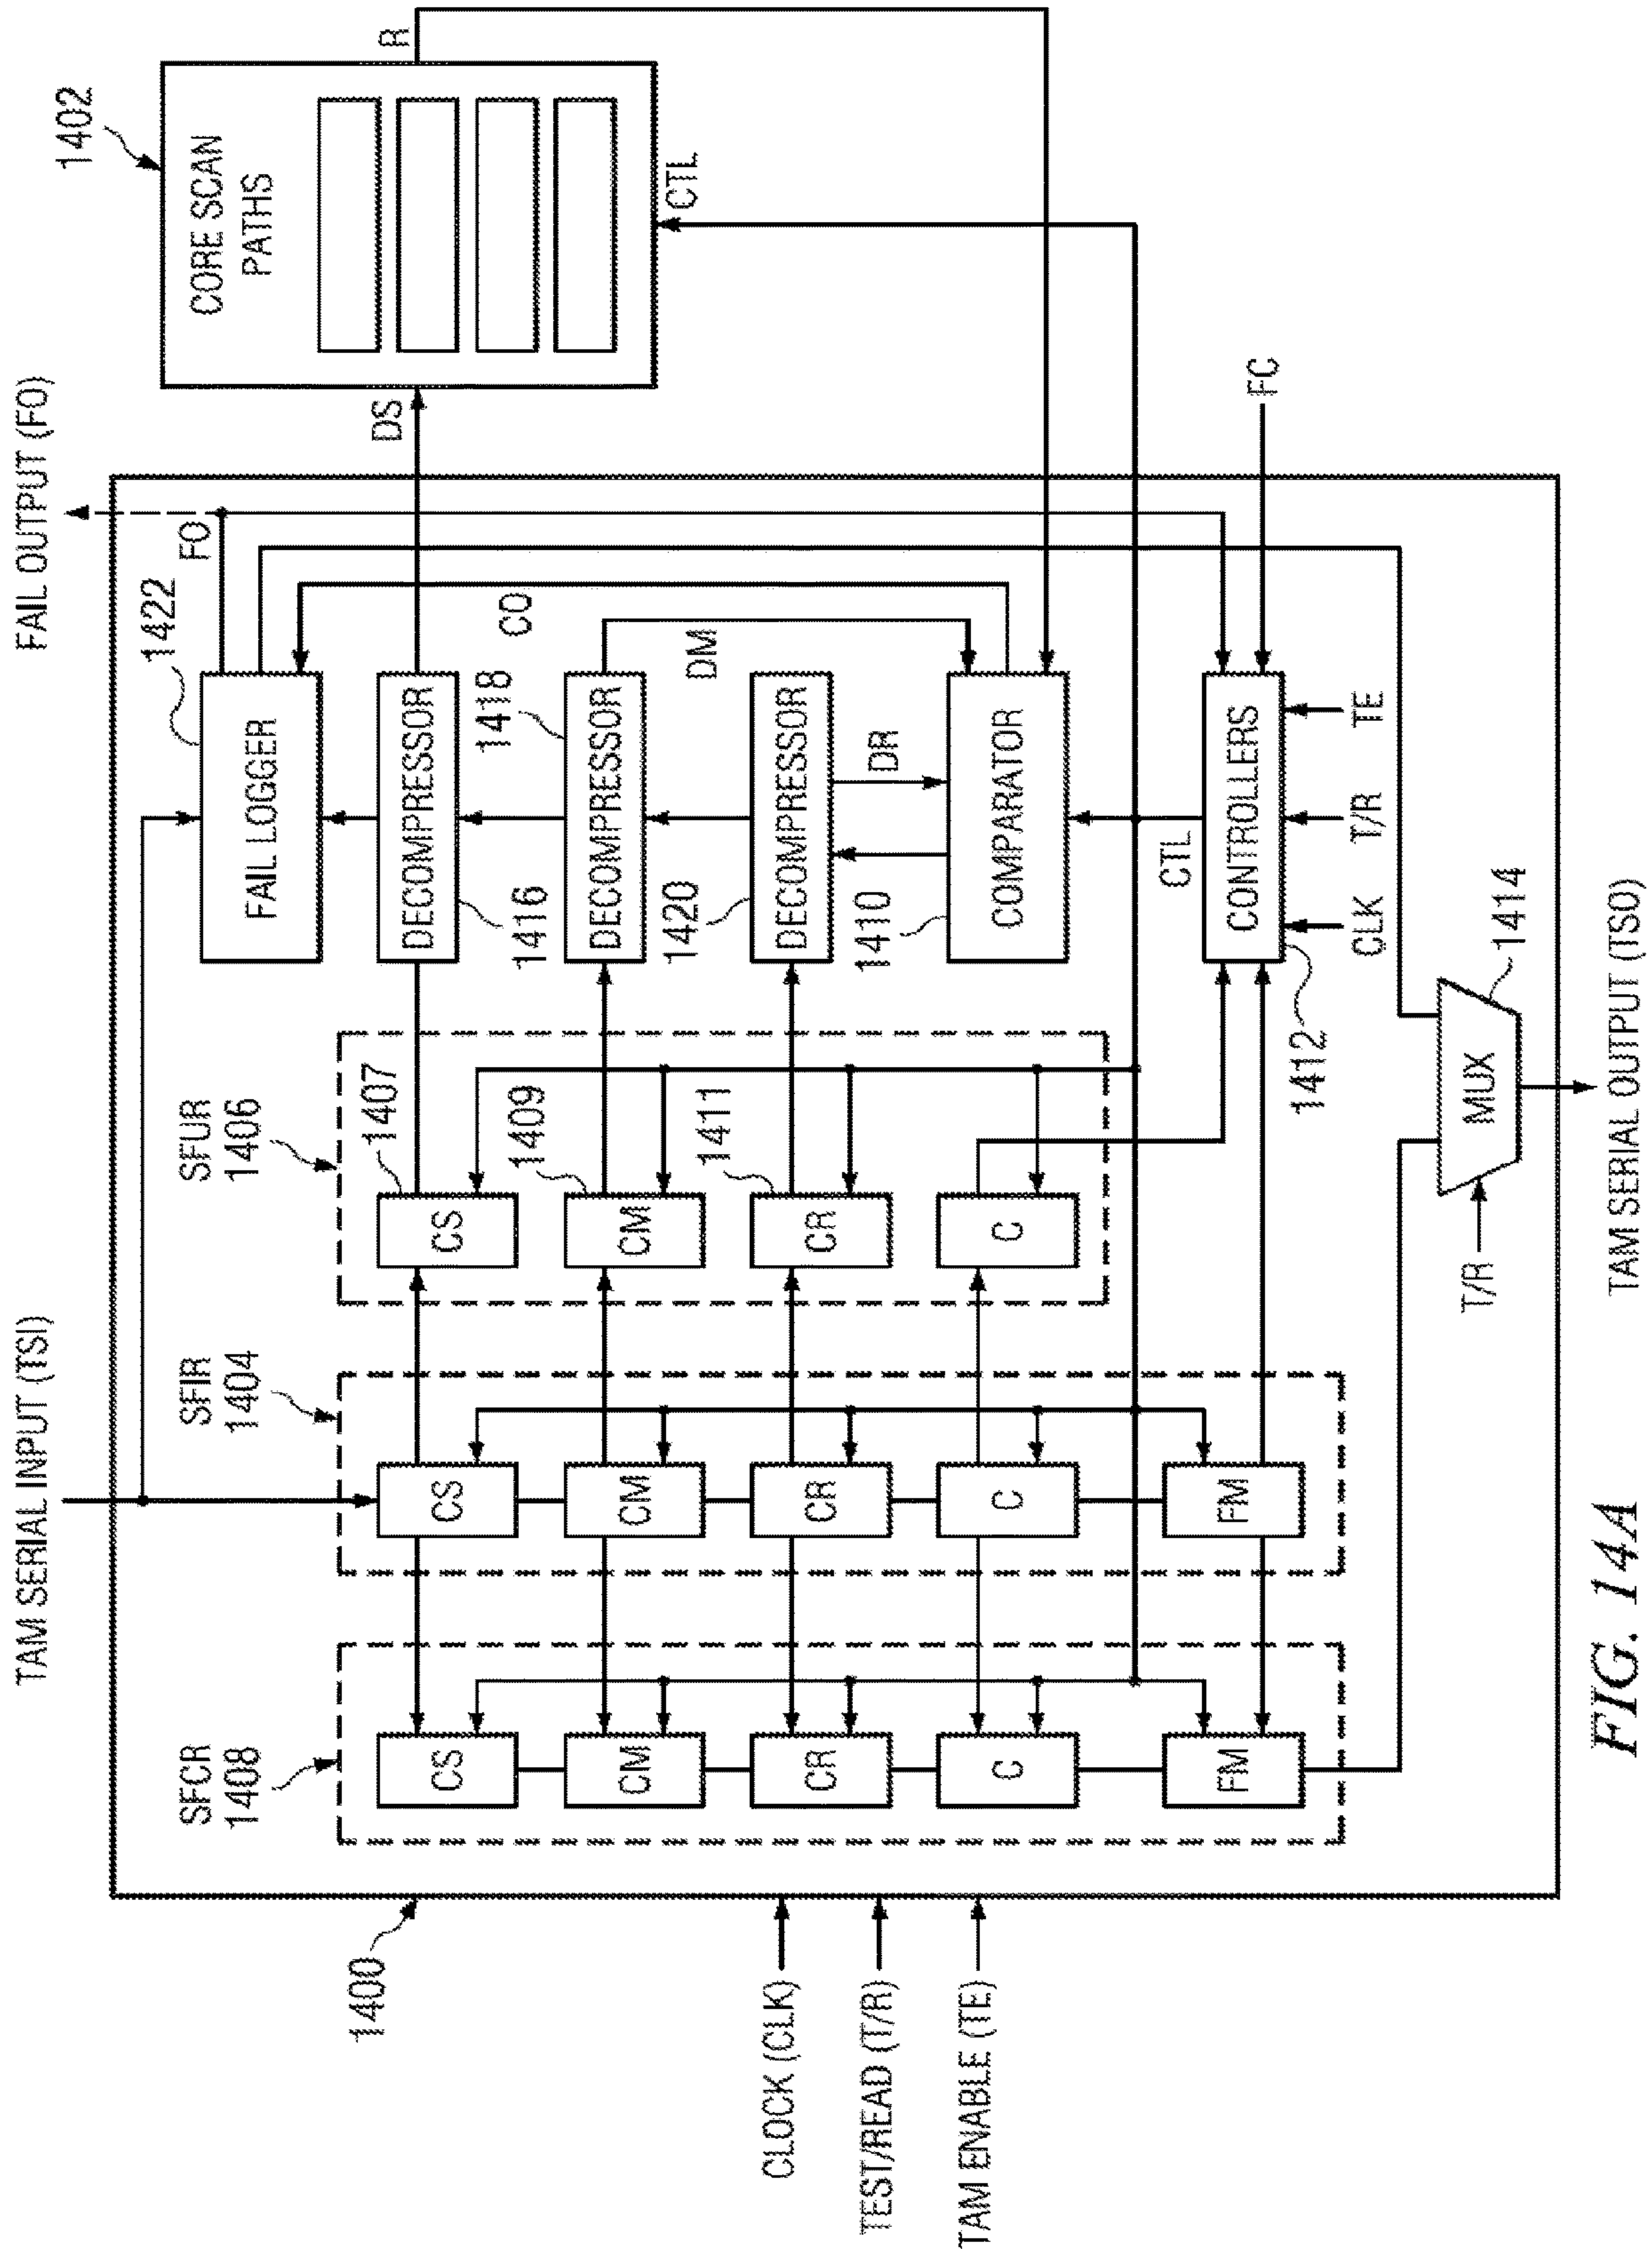 TAM SERIAL INPUT (TSI)
FAIL OUTPUT (FO)
1400
CLOCK (CLK)
TEST/READ (T/R)
TAM ENABLE (TE)
SFCR
1408
CS
CM
CR
C
FM
SFIR
1404
CS
CM
CR
C
FM
SFUR
1406
1407
CS
1409
CM
1411
CR
C
1422
FAIL LOGGER
FO
DECOMPRESSOR
1416
DECOMPRESSOR
1418
DECOMPRESSOR
1420
COMPARATOR
1410
CO
DM
DR
CTL
CONTROLLERS
1412
CLK
T/R
TE
FC
DS
1402
CORE SCAN
PATHS
R
CTL
T/R
MUX
1414
TAM SERIAL OUTPUT (TSO)
FIG. 14A